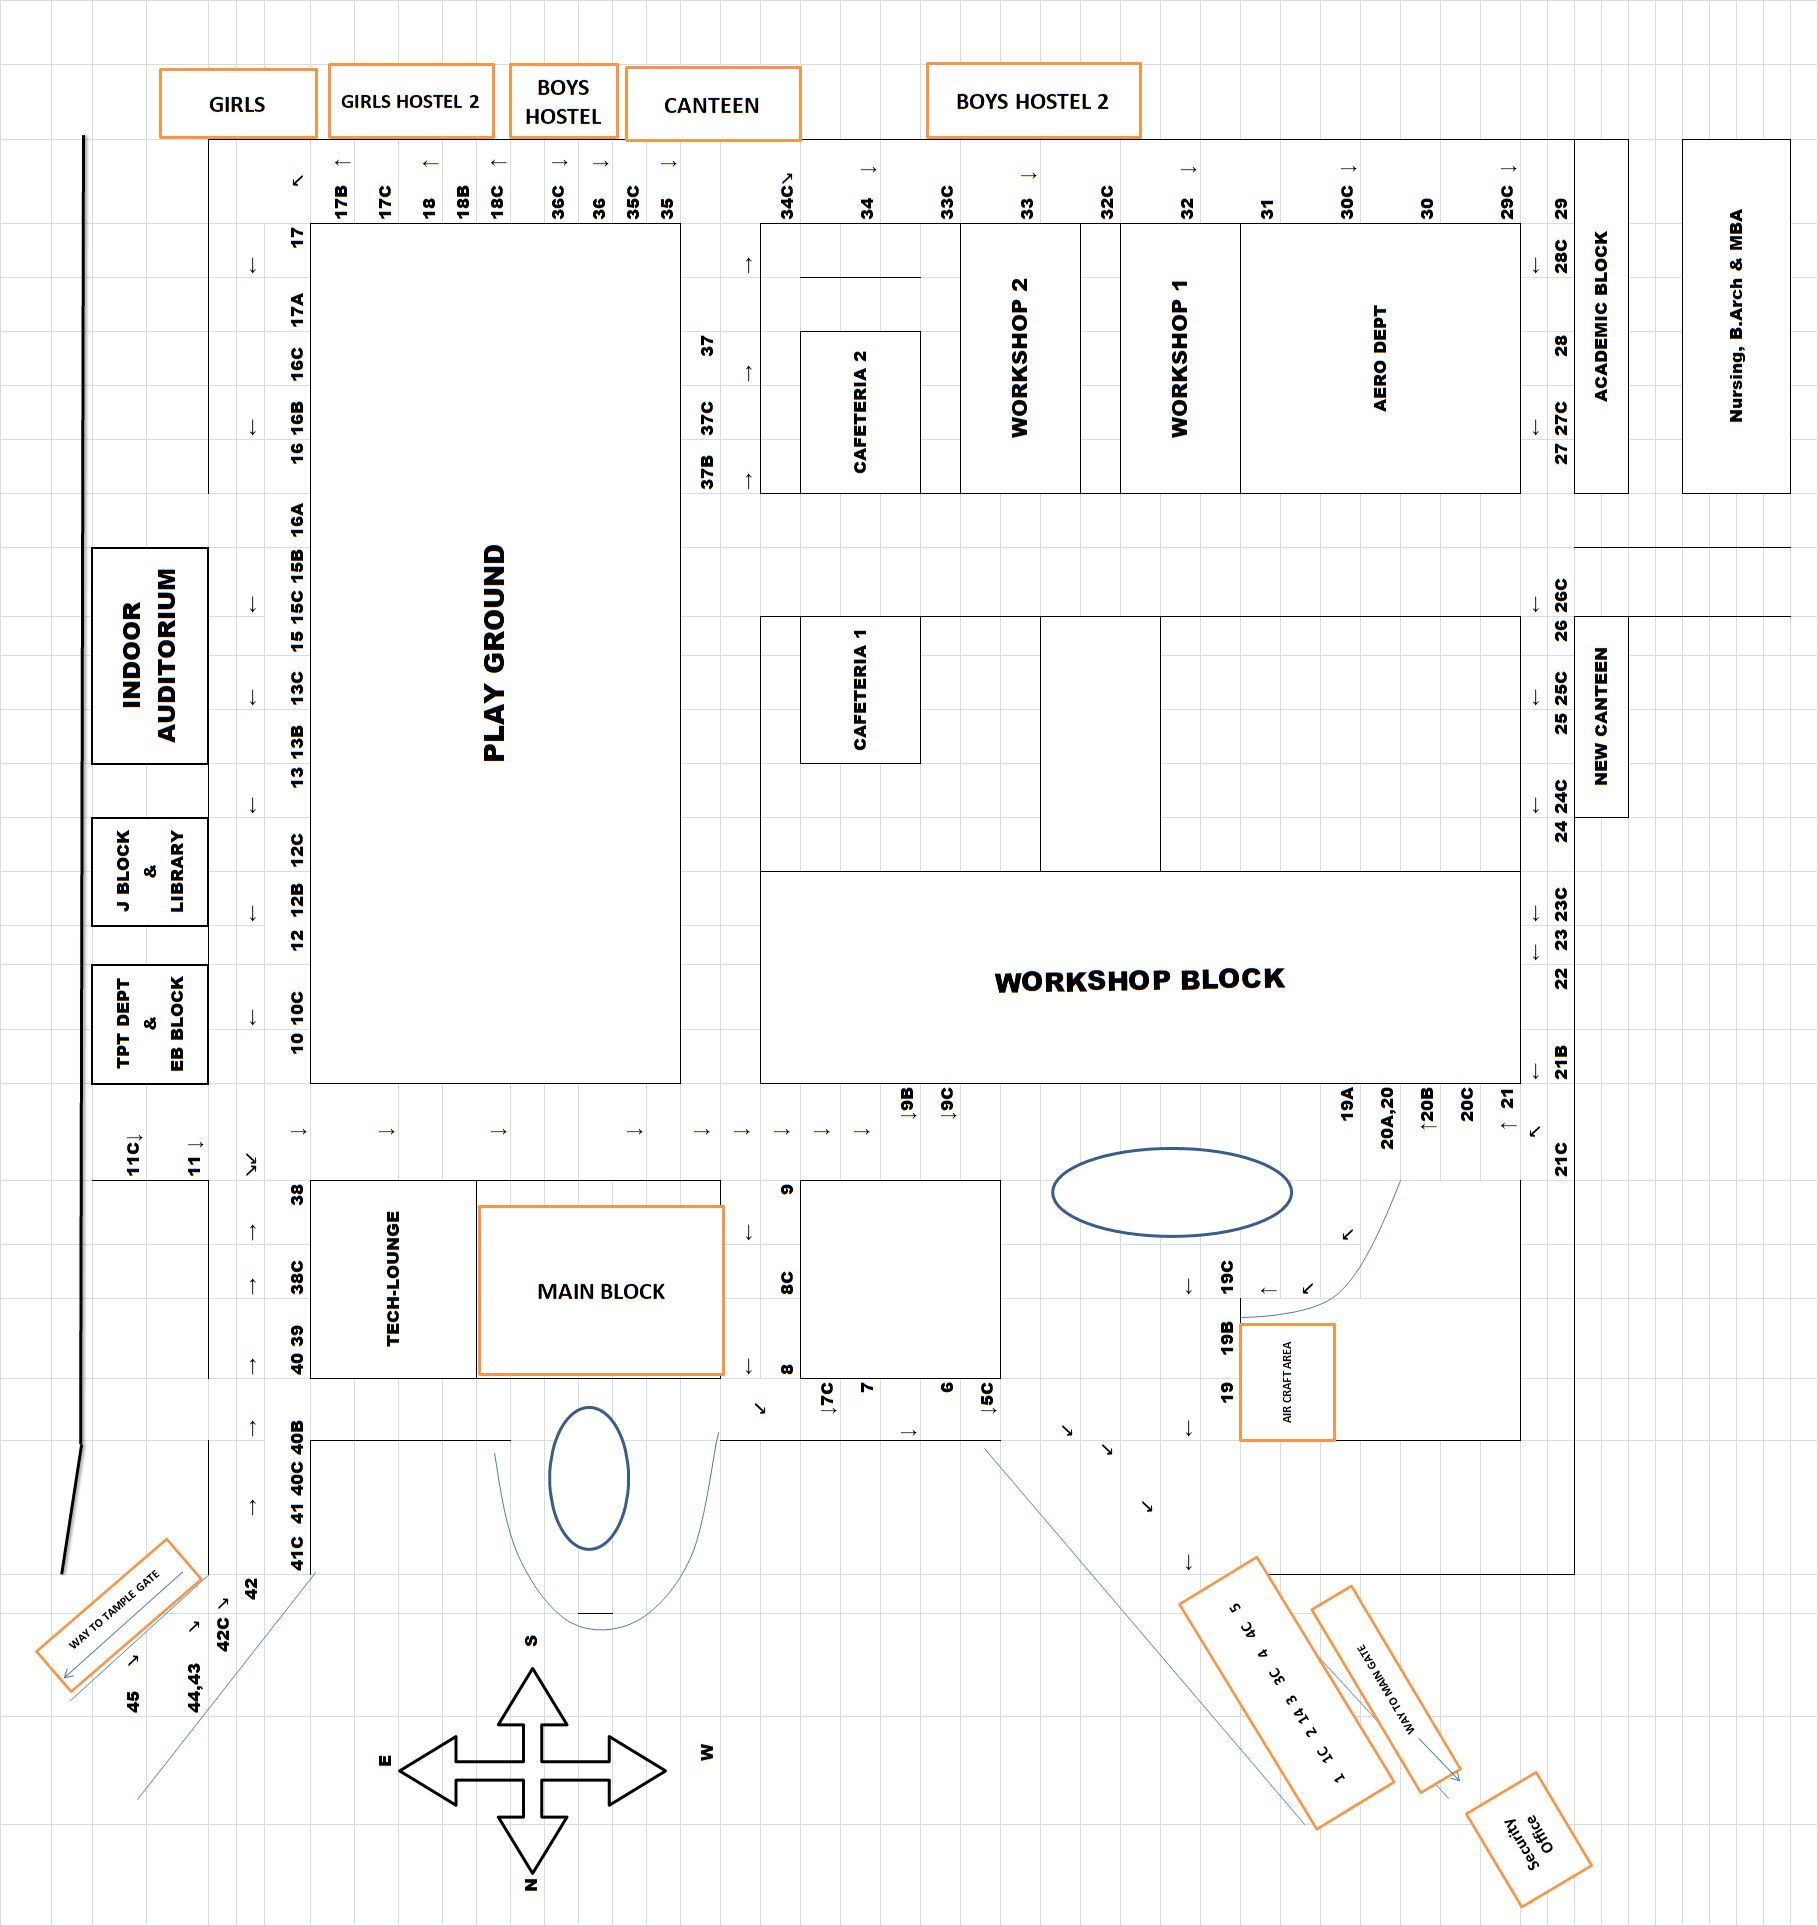 GIRLS
GIRLS HOSTEL 2
BOYS
HOSTEL
CANTEEN
BOYS HOSTEL 2
17B
17C
18
18B
18C
36C
36
35C
35
34C
34
33C
33
32C
32
31
30C
30
29C
29
17
17A
16C
16B
16
16A
15B
15C
15
13C
13B
13
12C
12B
12
10C
10
PLAY GROUND
37
37C
37B
CAFETERIA 2
WORKSHOP 2
WORKSHOP 1
AERO DEPT
28C
28
27C
27
ACADEMIC BLOCK
Nursing, B.Arch & MBA
INDOOR
AUDITORIUM
J BLOCK
&
LIBRARY
TPT DEPT
&
EB BLOCK
CAFETERIA 1
26C
26
25C
25
24C
24
NEW CANTEEN
23C
23
22
21B
WORKSHOP BLOCK
9B
9C
19A
20A,20
20B
20C
21
21C
11C
11
38
38C
39
40
TECH-LOUNGE
MAIN BLOCK
9
8C
8
7C
7
6
5C
19C
19B
19
AIR CRAFT AREA
40B
40C
41
41C
42
42C
44,43
45
WAY TO TAMPLE GATE
S
E
W
N
1 1C 2 14 3 3C 4 4C 5
WAY TO MAIN GATE
Security
Office